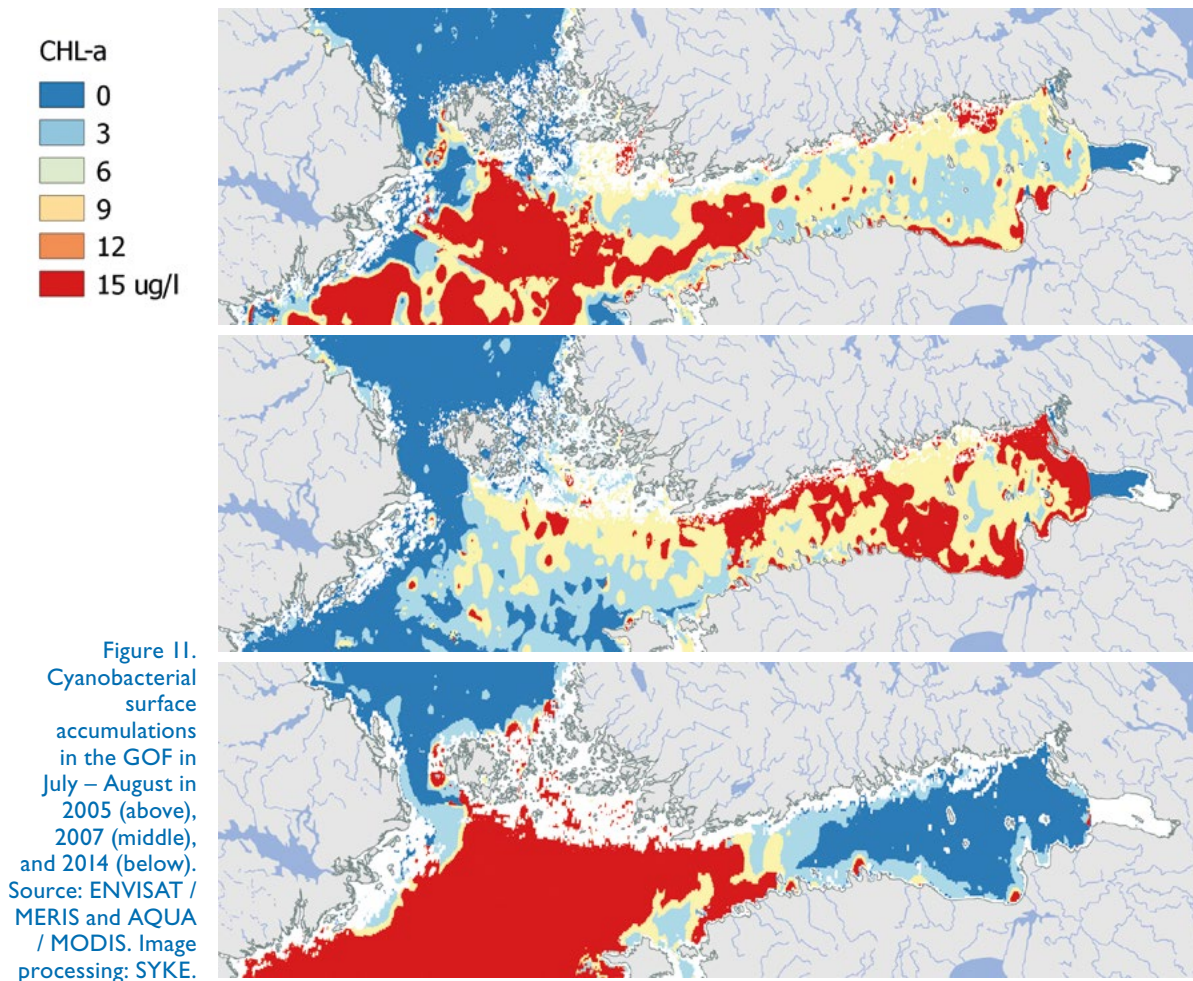 CHL-a
0
3
6
9
12
15 ug/l
Figure 11.
Cyanobacterial
surface
accumulations
in the GOF in
July – August in
2005 (above),
2007 (middle),
and 2014 (below).
Source: ENVISAT /
MERIS and AQUA
/ MODIS. Image
processing: SYKE.